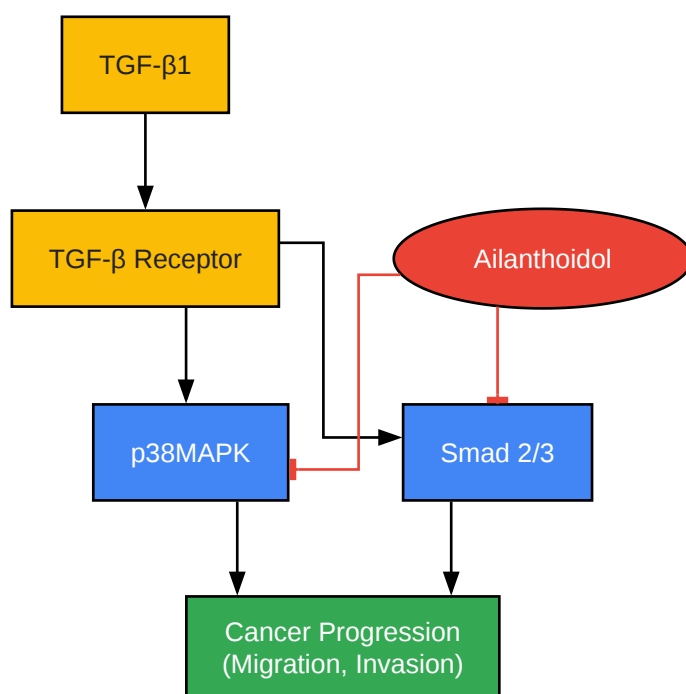 TGF-β1
TGF-β Receptor
Ailanthoidol
p38MAPK
Smad 2/3
Cancer Progression
(Migration, Invasion)